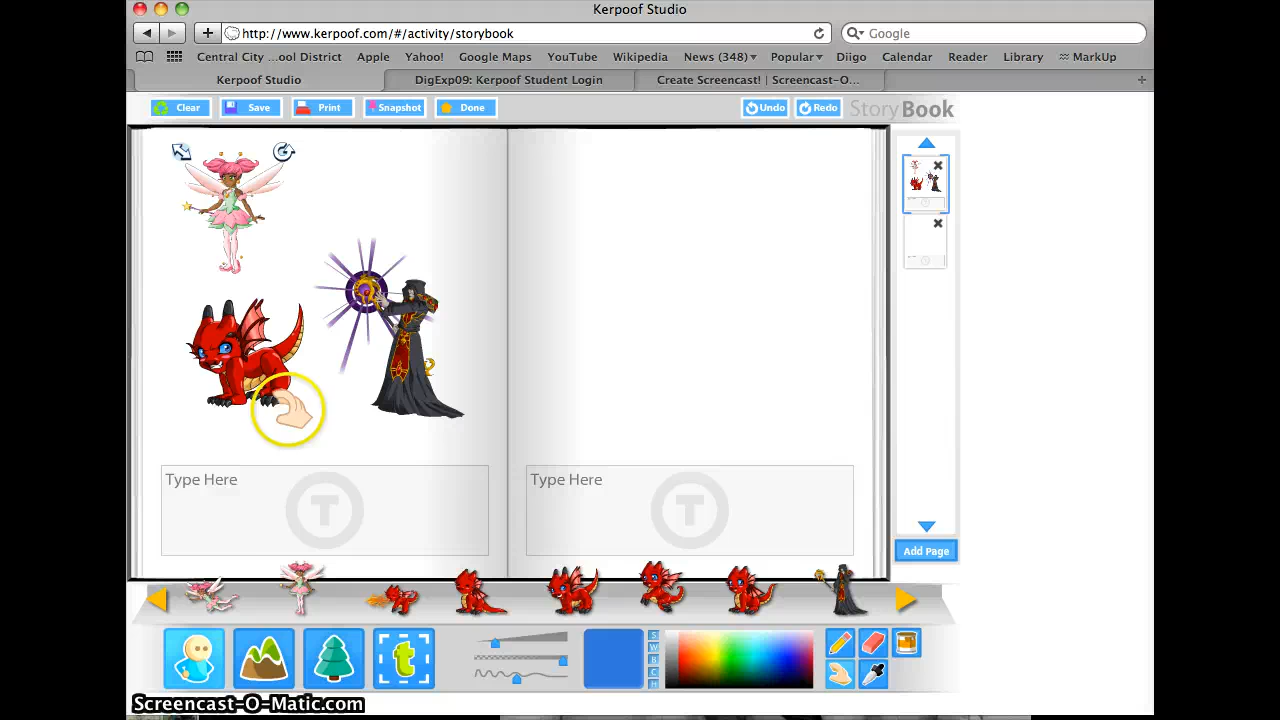 Kerpoof Studio
http://www.kerpoof.com/#/activity/storybook
Google
Central City ...ool District Apple Yahoo! Google Maps YouTube Wikipedia News (348) Popular Diigo Calendar Reader Library MarkUp
Kerpoof Studio DigExp09: Kerpoof Student Login Create Screencast! | Screencast-O...
Clear Save Print Snapshot Done Undo Redo StoryBook
Type Here Type Here
T T
Add Page
t
S
W
B
C
H
Screencast-O-Matic.com